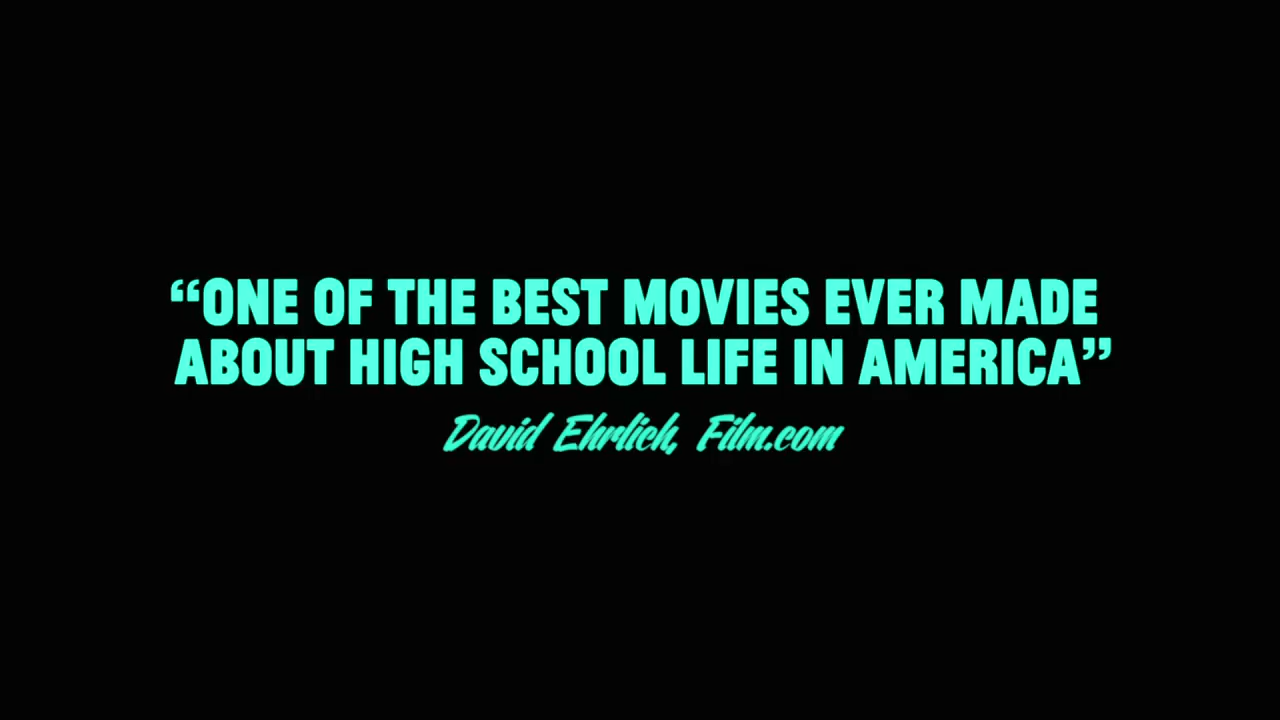 “ONE OF THE BEST MOVIES EVER MADE
ABOUT HIGH SCHOOL LIFE IN AMERICA”
David Ehrlich, Film.com